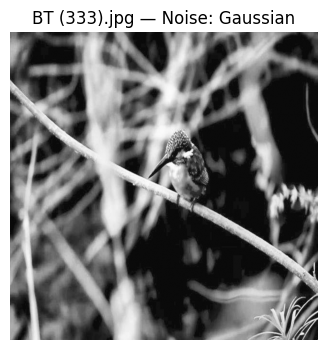 BT (333).jpg — Noise: Gaussian